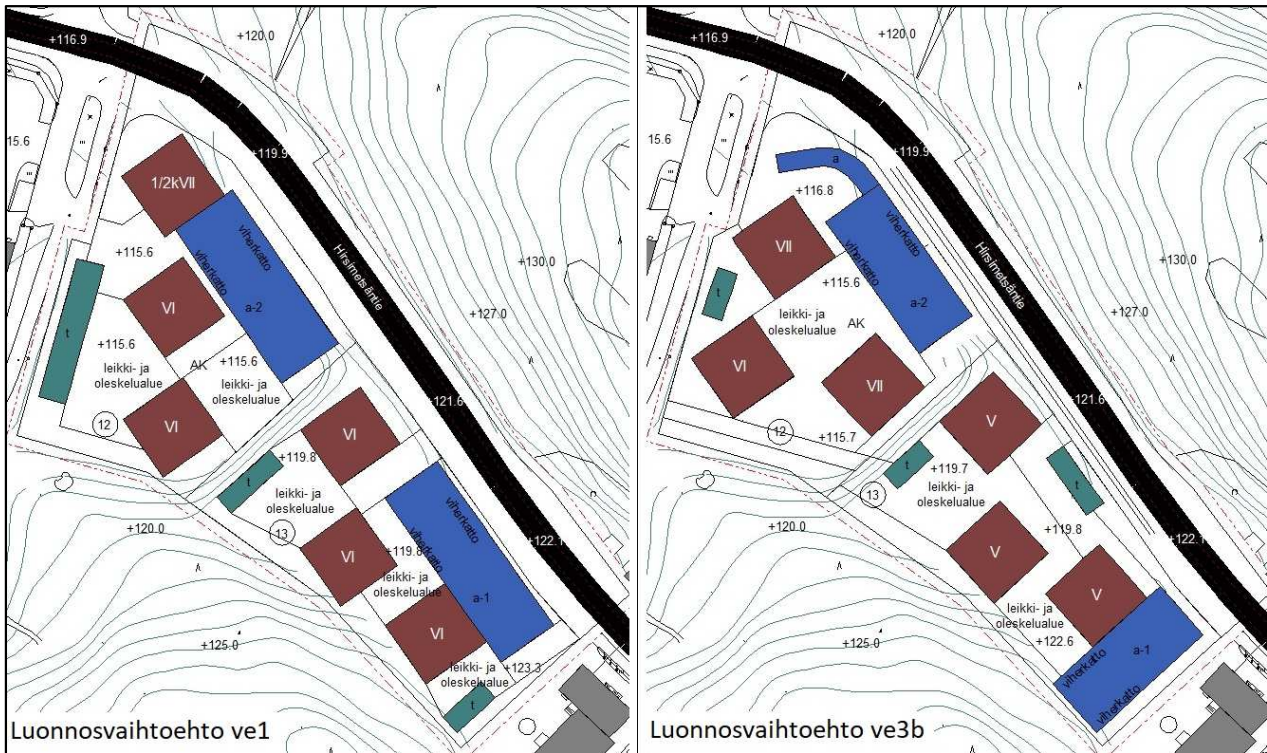 +116.9
+120.0
15.6
+119.9
1/2kVII
viherkatto
viherkatto
+115.6
+130.0
Hirsimetsäntie
t
VI
a-2
+127.0
+115.6
leikki- ja
oleskelualue
AK
+115.6
leikki- ja
oleskelualue
+121.6
12
VI
VI
+119.8
t
leikki- ja
oleskelualue
viherkatto
viherkatto
13
+120.0
VI
+119.8
leikki- ja
oleskelualue
+122.1
a-1
VI
+125.0
leikki- ja
oleskelualue
+123.3
t
Luonnosvaihtoehto ve1
+116.9
+120.0
15.6
+119.9
a
+116.8
viherkatto
viherkatto
VII
+115.6
+130.0
Hirsimetsäntie
t
a-2
leikki- ja
oleskelualue
AK
+127.0
VI
VII
+121.6
12
+115.7
V
t
+119.7
leikki- ja
oleskelualue
t
13
+120.0
+119.8
+122.1
V
V
leikki- ja
oleskelualue
+122.6
+125.0
a-1
viherkatto
viherkatto
Luonnosvaihtoehto ve3b